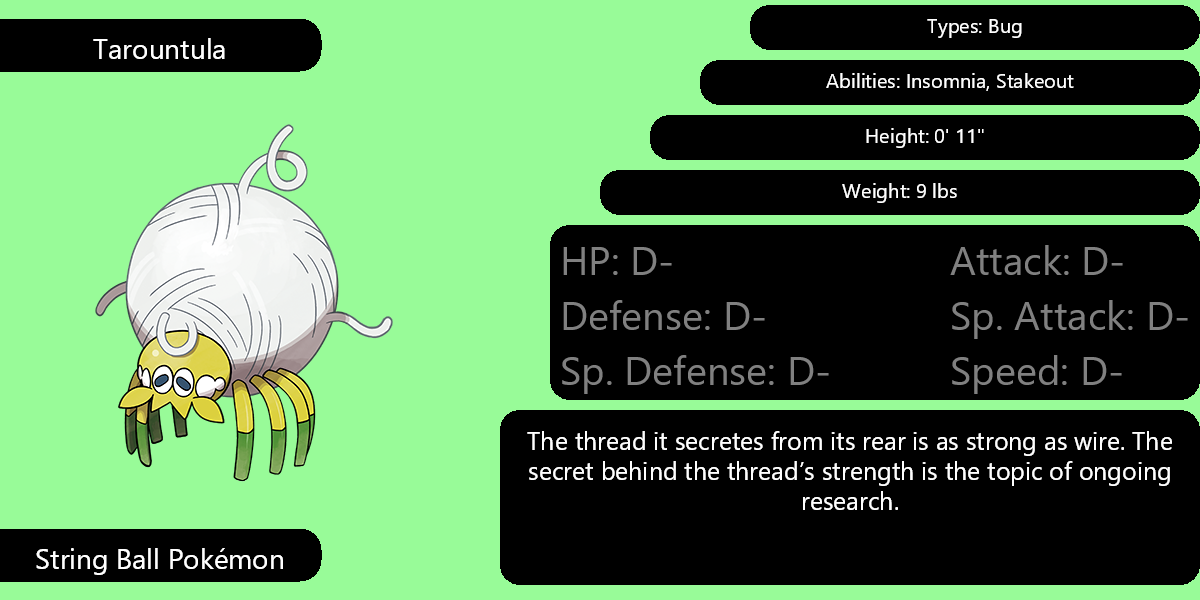 Tarountula
Types: Bug
Abilities: Insomnia, Stakeout
Height: 0' 11"
Weight: 9 lbs
HP: D-
Attack: D-
Defense: D-
Sp. Attack: D-
Sp. Defense: D-
Speed: D-
The thread it secretes from its rear is as strong as wire. The
secret behind the thread’s strength is the topic of ongoing
research.
String Ball Pokémon